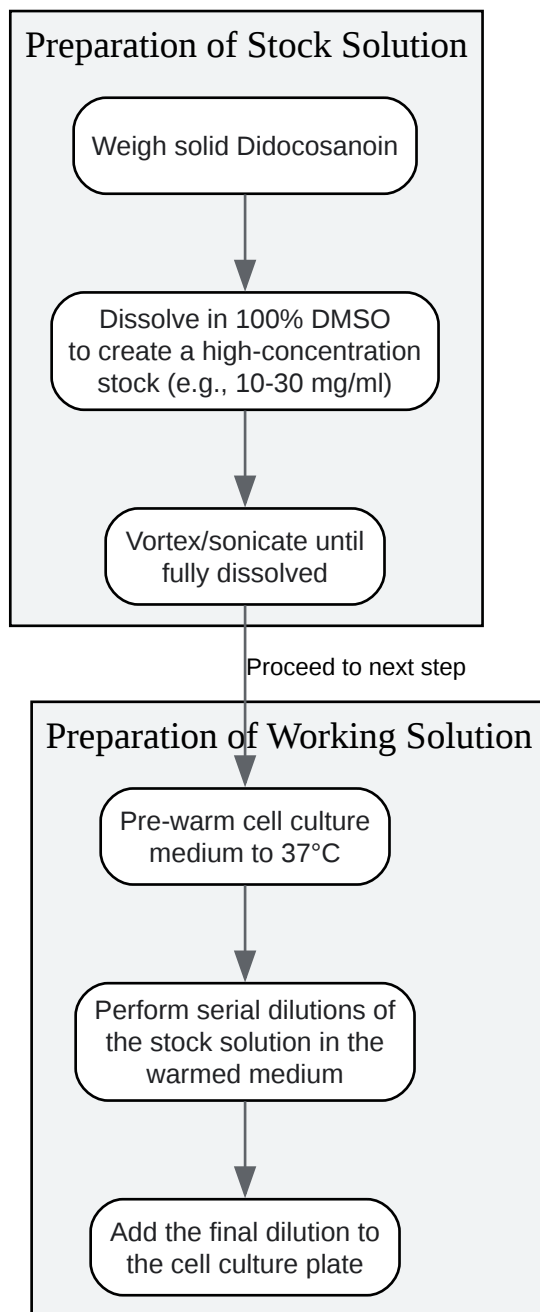 Preparation of Stock Solution
Weigh solid Didocosanoin
Dissolve in 100% DMSO
to create a high-concentration
stock (e.g., 10-30 mg/ml)
Vortex/sonicate until
fully dissolved
Proceed to next step
Preparation of Working Solution
Pre-warm cell culture
medium to 37°C
Perform serial dilutions of
the stock solution in the
warmed medium
Add the final dilution to
the cell culture plate